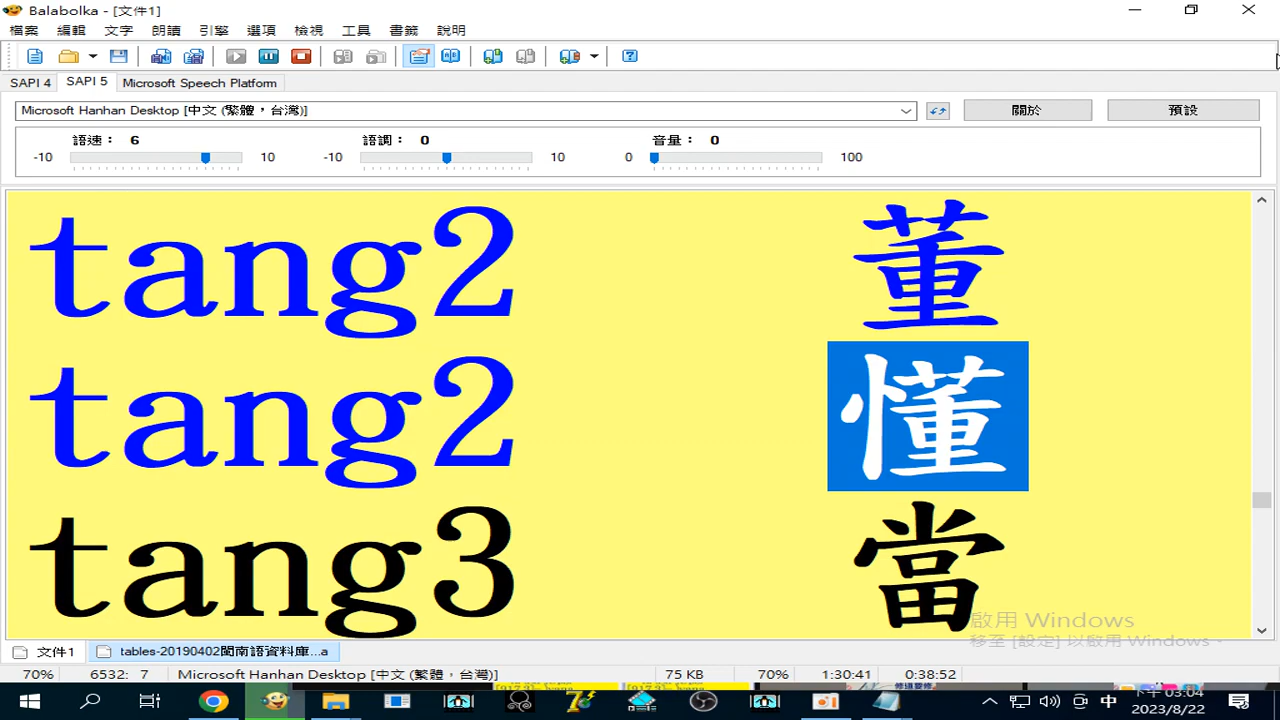 Balabolka - [文件1]
檔案 編輯 文字 朗讀 引擎 選項 檢視 工具 書籤 說明
SAPI 4 SAPI 5 Microsoft Speech Platform
Microsoft Hanhan Desktop [中文 (繁體，台灣)] 關於 預設
語速： 6 語調： 0 音量： 0
-10 10 -10 10 0 100
tang2 董
tang2 懂
tang3 當
啟用 Windows
移至 [設定] 以啟用 Windows。
文件1 tables-20190402閩南語資料庫...a
70% 6532: 7 Microsoft Hanhan Desktop [中文 (繁體，台灣)] 75 KB 70% 1:30:41 0:38:52
中 下午 03:04
2023/8/22